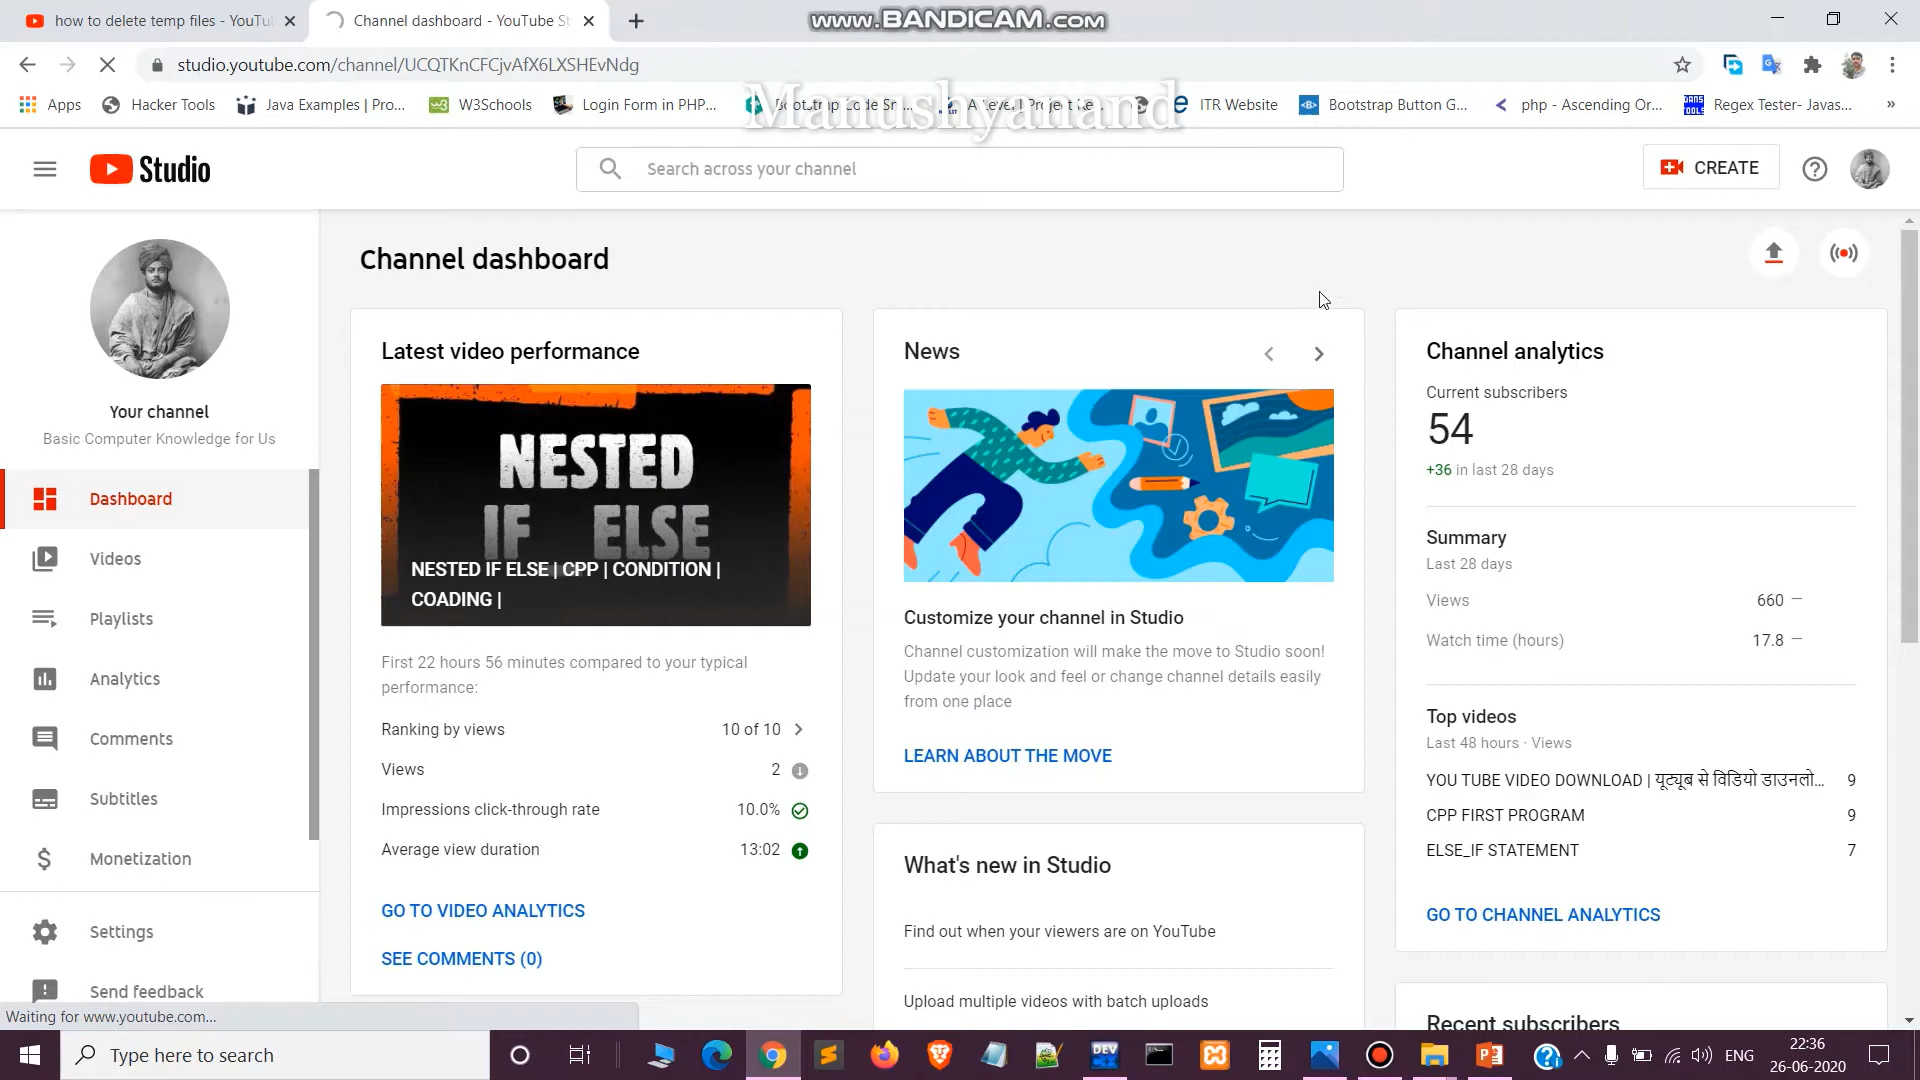 how to delete temp files - YouTu
Channel dashboard - YouTube St
www.BANDICAM.com
studio.youtube.com/channel/UCQTKnCFCjvAfX6LXSHEvNdg
Apps
Hacker Tools
Java Examples | Pro...
W3Schools
Login Form in PHP...
Bootstrap Code Sn...
A Level | Project Re...
ITR Website
Bootstrap Button G...
php - Ascending Or...
Regex Tester- Javas...
»
Manushyanand
Studio
Search across your channel
CREATE
Your channel
Basic Computer Knowledge for Us
Dashboard
Videos
Playlists
Analytics
Comments
Subtitles
Monetization
Settings
Send feedback
Channel dashboard
Latest video performance
NESTED
IF ELSE
NESTED IF ELSE | CPP | CONDITION |
COADING |
First 22 hours 56 minutes compared to your typical
performance:
Ranking by views 10 of 10
Views 2
Impressions click-through rate 10.0%
Average view duration 13:02
GO TO VIDEO ANALYTICS
SEE COMMENTS (0)
News
Customize your channel in Studio
Channel customization will make the move to Studio soon!
Update your look and feel or change channel details easily
from one place
LEARN ABOUT THE MOVE
What's new in Studio
Find out when your viewers are on YouTube
Upload multiple videos with batch uploads
Channel analytics
Current subscribers
54
+36 in last 28 days
Summary
Last 28 days
Views 660 —
Watch time (hours) 17.8 —
Top videos
Last 48 hours · Views
YOU TUBE VIDEO DOWNLOAD | यूट्यूब से विडियो डाउनलो... 9
CPP FIRST PROGRAM 9
ELSE_IF STATEMENT 7
GO TO CHANNEL ANALYTICS
Recent subscribers
Waiting for www.youtube.com...
Type here to search
DEV
ENG
22:36
26-06-2020